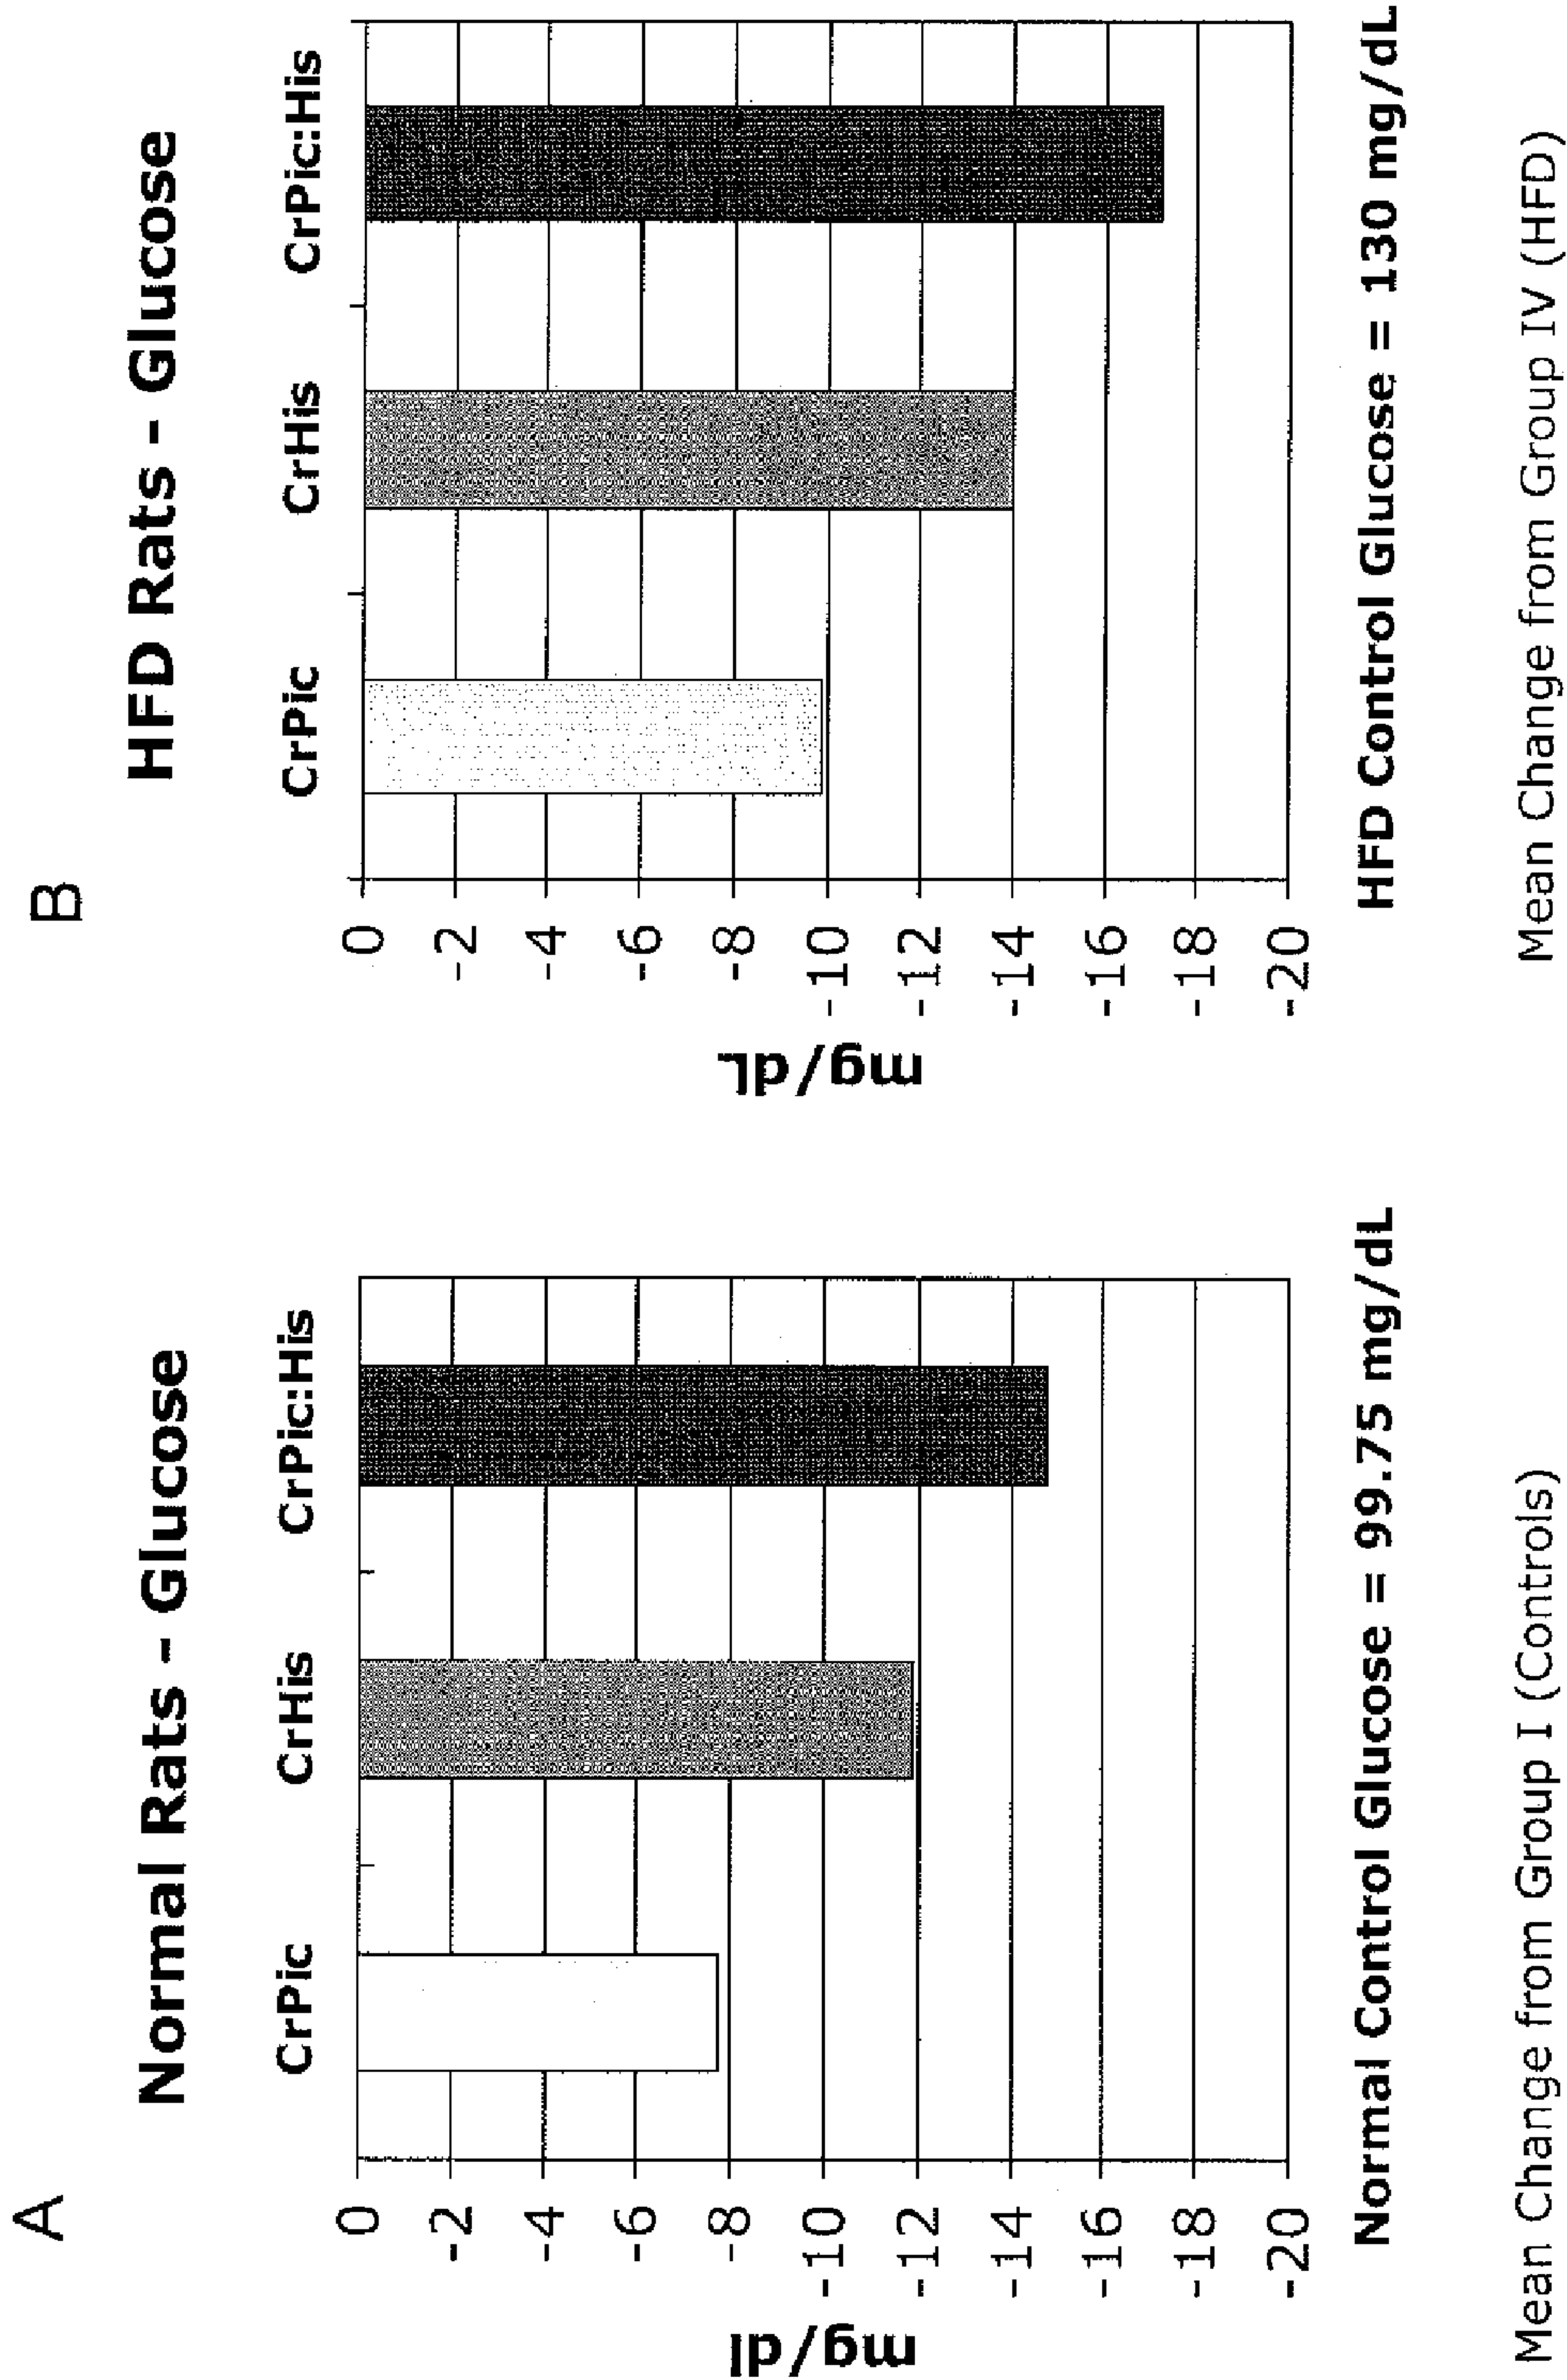 A
Normal Rats - Glucose
CrPic CrHis CrPic:His
0
-2
-4
-6
-8
-10
-12
-14
-16
-18
-20
mg/dl
Normal Control Glucose = 99.75 mg/dL
Mean Change from Group I (Controls)
B
HFD Rats - Glucose
CrPic CrHis CrPic:His
0
-2
-4
-6
-8
-10
-12
-14
-16
-18
-20
mg/dL
HFD Control Glucose = 130 mg/dL
Mean Change from Group IV (HFD)